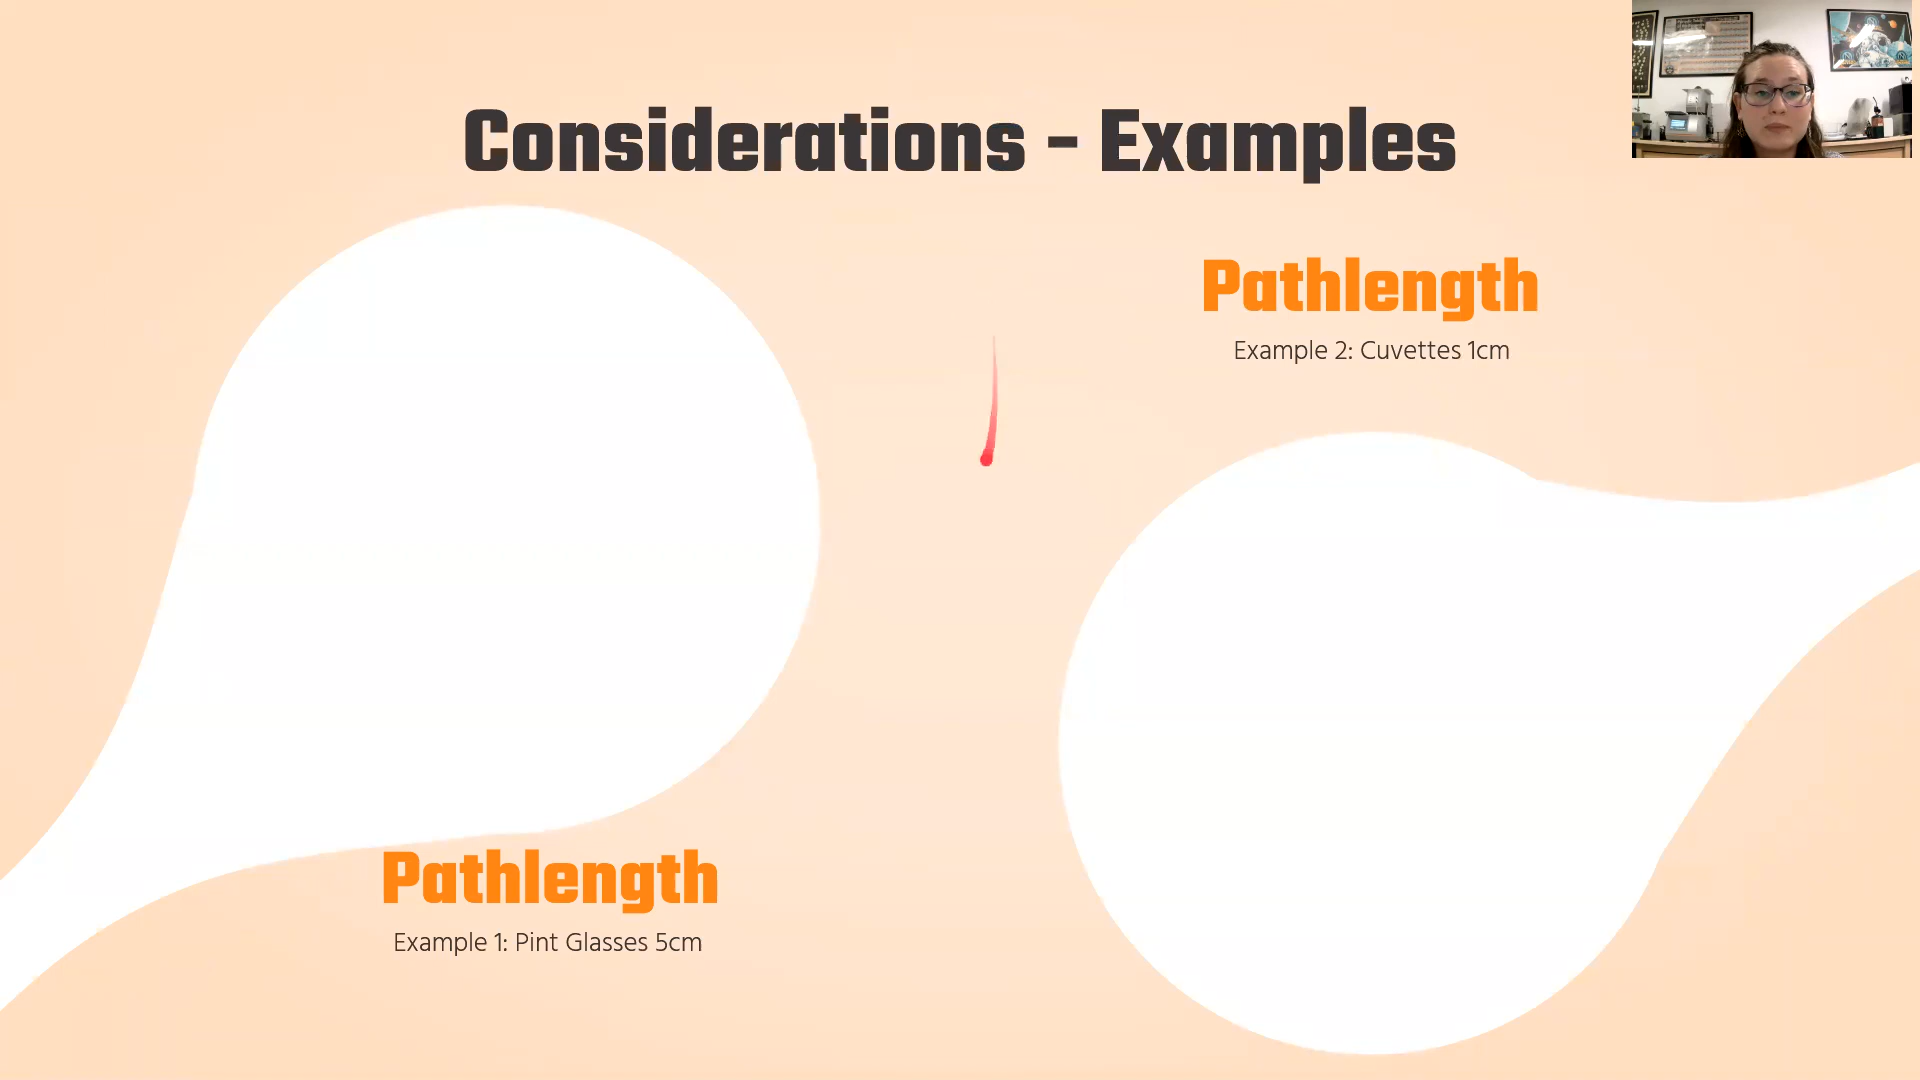 Considerations - Examples
Pathlength
Example 2: Cuvettes 1cm
Pathlength
Example 1: Pint Glasses 5cm